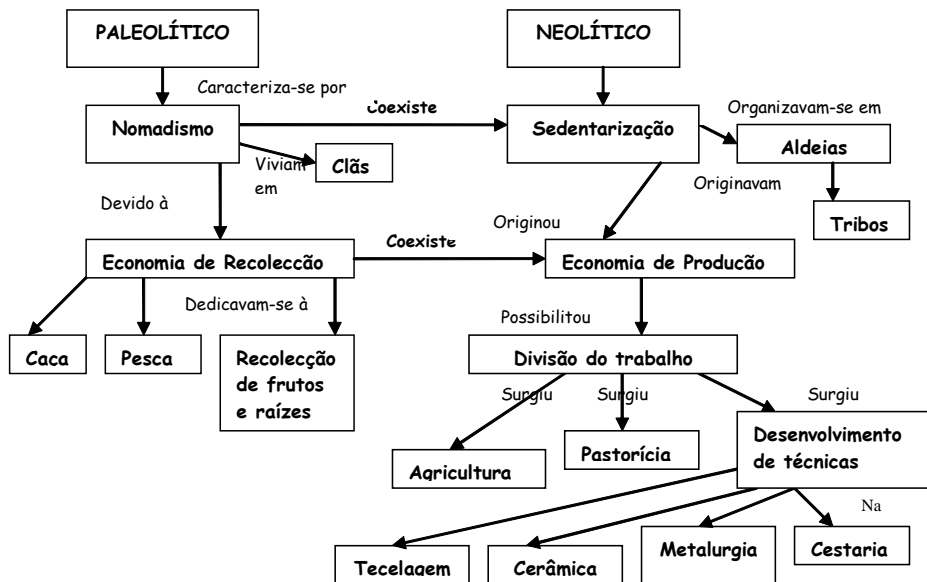 PALEOLÍTICO
NEOLÍTICO
Caracteriza-se por
Coexiste
Organizavam-se em
Nomadismo
Sedentarização
Aldeias
Viviam
em
Clãs
Originavam
Devido à
Originou
Tribos
Coexiste
Economia de Recolecção
Economia de Producão
Dedicavam-se à
Possibilitou
Caca
Pesca
Recolecção
de frutos
e raízes
Divisão do trabalho
Surgiu
Surgiu
Surgiu
Desenvolvimento
de técnicas
Pastorícia
Agricultura
Na
Metalurgia
Cestaria
Tecelagem
Cerâmica